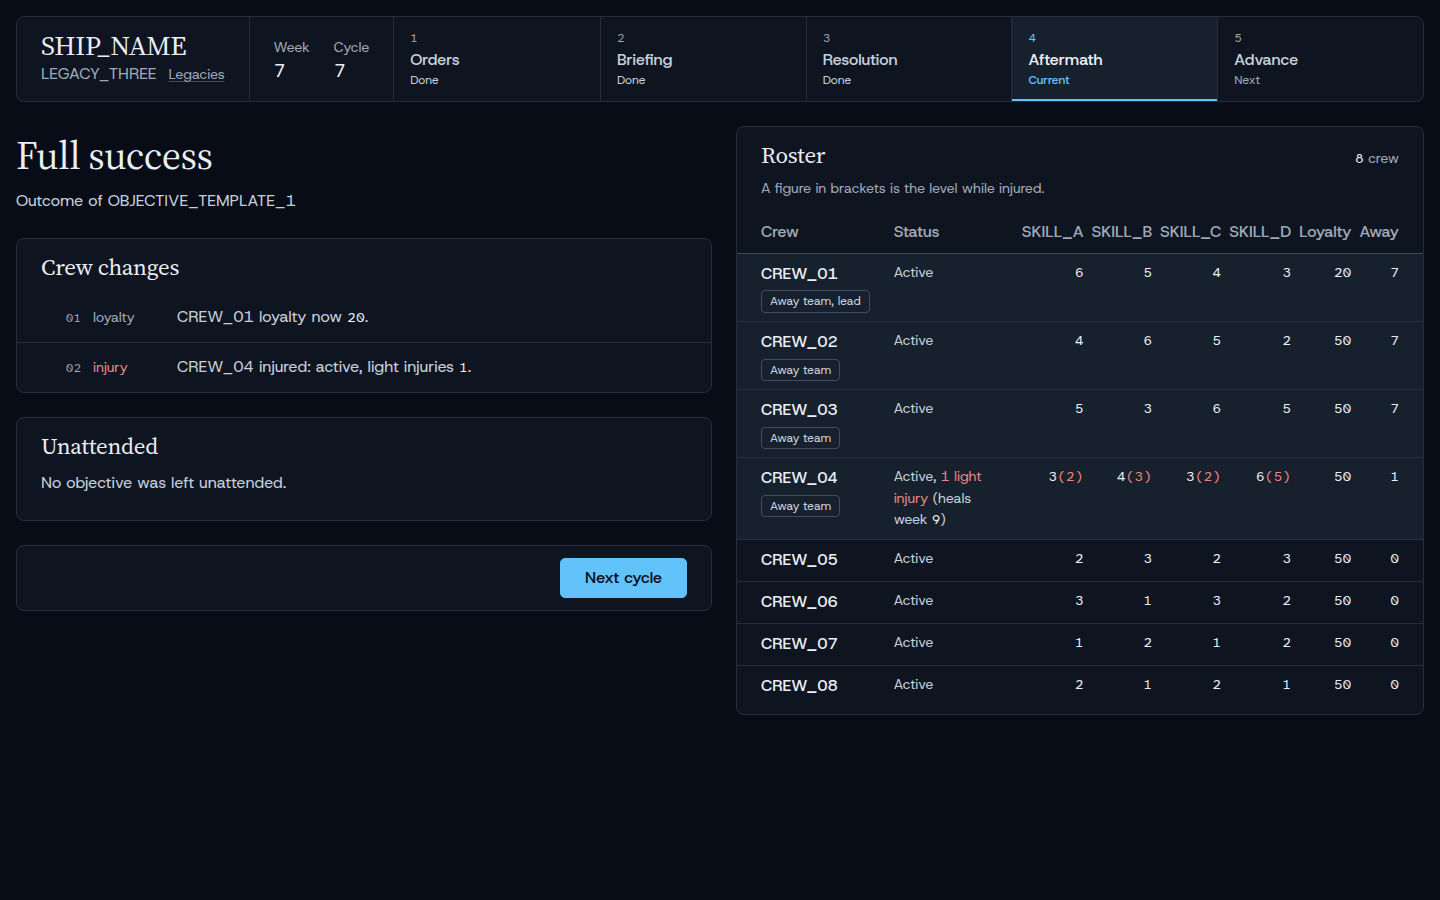 SHIP_NAME
LEGACY_THREE Legacies
Week Cycle
7 7
1
Orders
Done
2
Briefing
Done
3
Resolution
Done
4
Aftermath
Current
5
Advance
Next
Full success
Outcome of OBJECTIVE_TEMPLATE_1
Crew changes
01 loyalty CREW_01 loyalty now 20.
02 injury CREW_04 injured: active, light injuries 1.
Unattended
No objective was left unattended.
Next cycle
Roster 8 crew
A figure in brackets is the level while injured.
Crew Status SKILL_A SKILL_B SKILL_C SKILL_D Loyalty Away
CREW_01 Active 6 5 4 3 20 7
Away team, lead
CREW_02 Active 4 6 5 2 50 7
Away team
CREW_03 Active 5 3 6 5 50 7
Away team
CREW_04 Active, 1 light 3(2) 4(3) 3(2) 6(5) 50 1
Away team injury (heals
week 9)
CREW_05 Active 2 3 2 3 50 0
CREW_06 Active 3 1 3 2 50 0
CREW_07 Active 1 2 1 2 50 0
CREW_08 Active 2 1 2 1 50 0